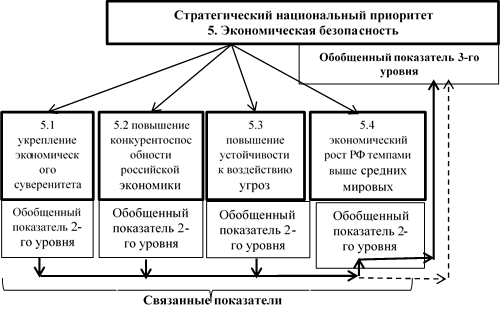 Стратегический национальный приоритет
5. Экономическая безопасность
Обобщенный показатель 3-го
уровня
5.1
укрепление
экономическ
ого
суверенитета
5.2 повышение
конкурентоспос
обности
российской
экономики
5.3
повышение
устойчивости
к воздействию
угроз
5.4
экономический
рост РФ темпами
выше средних
мировых
Обобщенный
показатель 2-
го уровня
Обобщенный
показатель 2-
го уровня
Обобщенный
показатель 2-
го уровня
Обобщенный
показатель 2-
го уровня
Связанные показатели